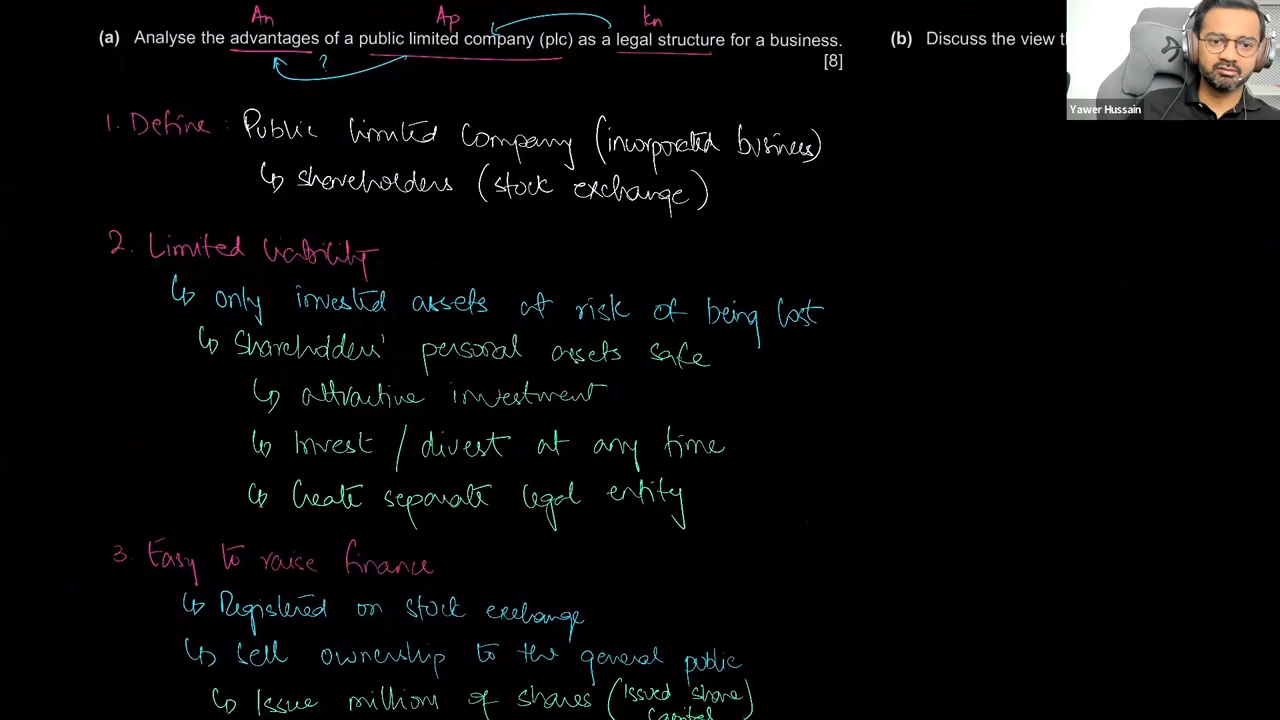 An Ap kn
(a) Analyse the advantages of a public limited company (plc) as a legal structure for a business.
[8]
?
(b) Discuss the view th
Yawer Hussain
1. Define: Public limited company (incorporated business)
↳ shareholders (stock exchange)
2. Limited liability
↳ only invested assets at risk of being lost
↳ Shareholders' personal assets safe
↳ attractive investment
↳ Invest / divest at any time
↳ Create separate legal entity
3. Easy to raise finance
↳ Registered on stock exchange
↳ Sell ownership to the general public
↳ Issue millions of shares (Issued share
capital